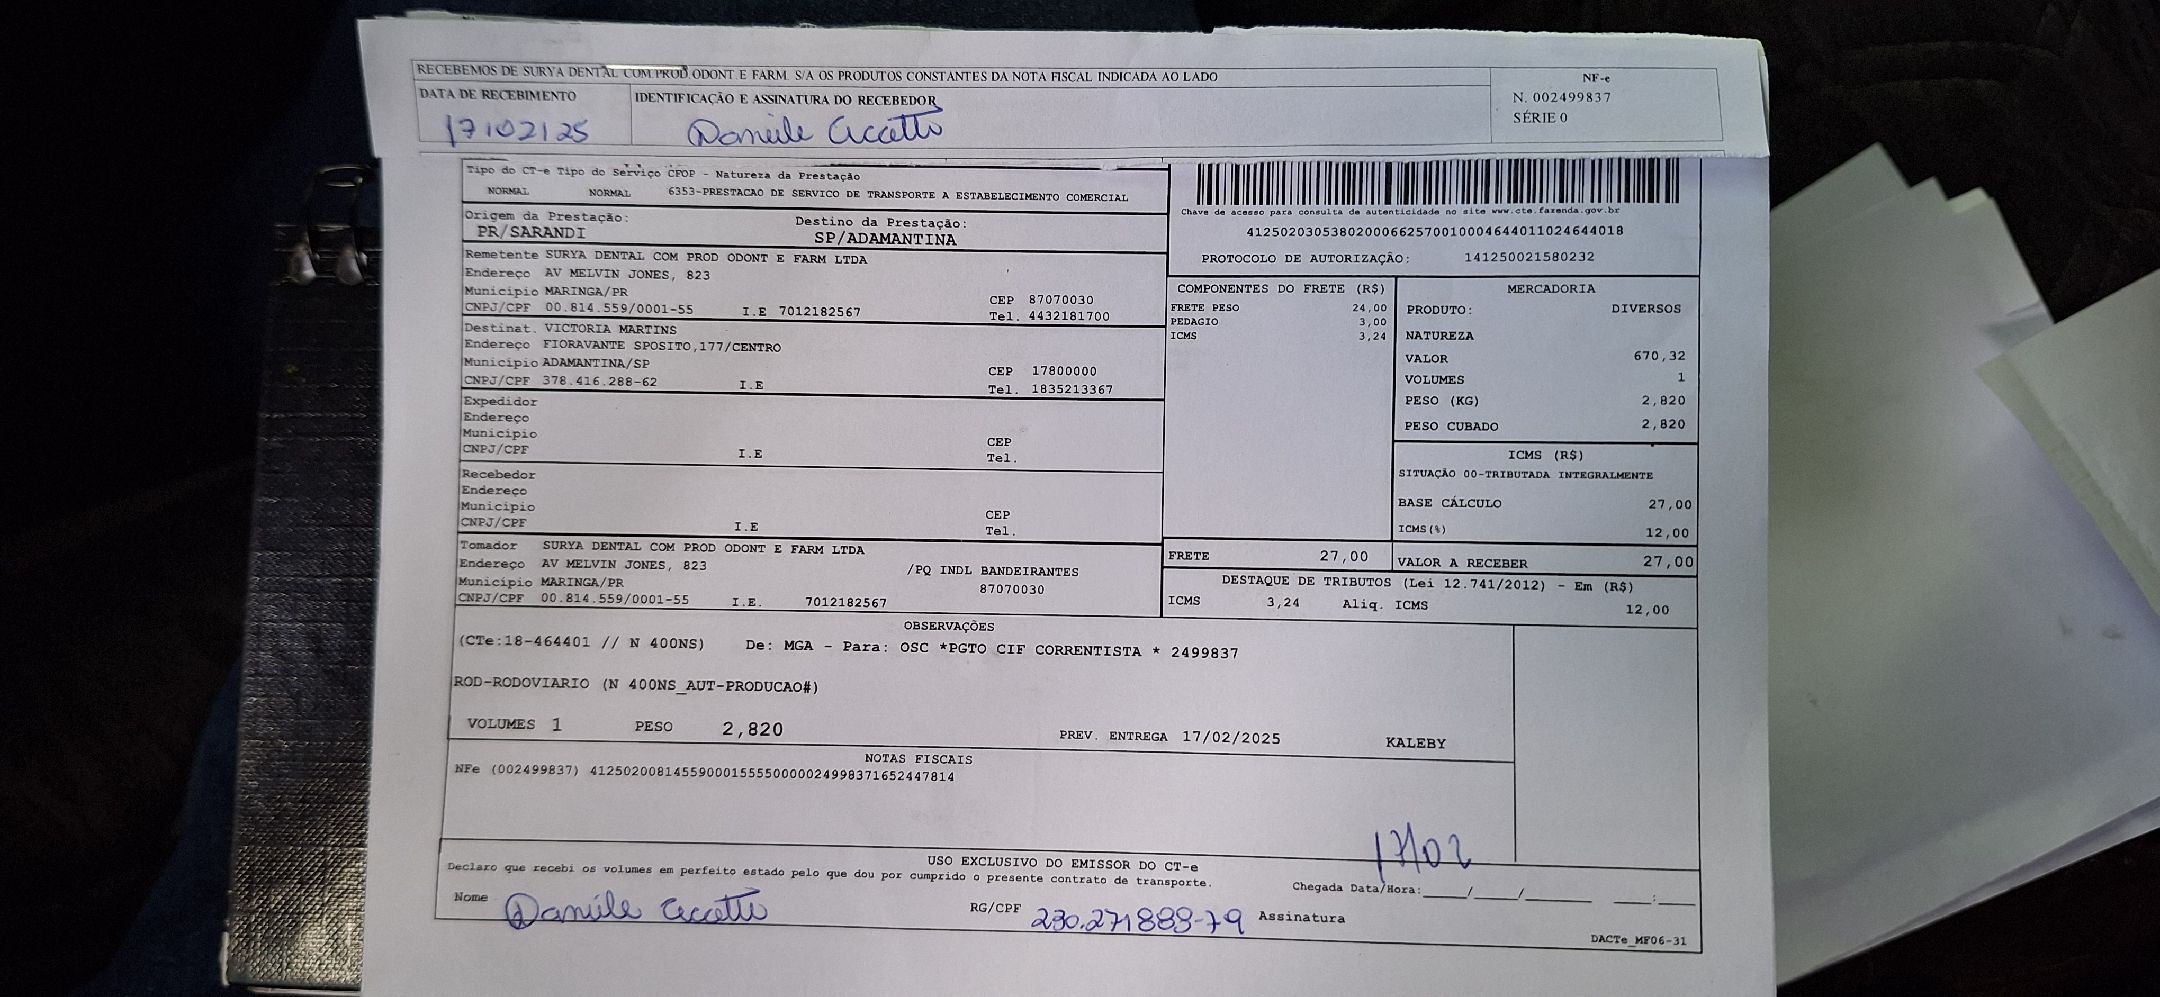 RECEBEMOS DE SURYA DENTAL COM PROD ODONT E FARM. S/A OS PRODUTOS CONSTANTES DA NOTA FISCAL INDICADA AO LADO
DATA DE RECEBIMENTO
17/02/25
IDENTIFICAÇÃO E ASSINATURA DO RECEBEDOR
NF-e
N. 002499837
SÉRIE 0
Tipo do CT-e Tipo do Serviço CFOP - Natureza da Prestação
NORMAL NORMAL 6353-PRESTACAO DE SERVICO DE TRANSPORTE A ESTABELECIMENTO COMERCIAL
Origem da Prestação: Destino da Prestação:
PR/SARANDI SP/ADAMANTINA
Chave de acesso para consulta de autenticidade no site www.cte.fazenda.gov.br
41250203053802000662570010004644011024644018
PROTOCOLO DE AUTORIZAÇÃO: 141250021580232
Remetente SURYA DENTAL COM PROD ODONT E FARM LTDA
Endereço AV MELVIN JONES, 823
Município MARINGA/PR CEP 87070030
CNPJ/CPF 00.814.559/0001-55 I.E 7012182567 Tel. 4432181700
Destinat. VICTORIA MARTINS
Endereço FIORAVANTE SPOSITO,177/CENTRO
Município ADAMANTINA/SP CEP 17800000
CNPJ/CPF 378.416.288-62 I.E Tel. 1835213367
Expedidor
Endereço
Município CEP
CNPJ/CPF I.E Tel.
Recebedor
Endereço
Município CEP
CNPJ/CPF I.E Tel.
Tomador SURYA DENTAL COM PROD ODONT E FARM LTDA
Endereço AV MELVIN JONES, 823 /PQ INDL BANDEIRANTES
Município MARINGA/PR 87070030
CNPJ/CPF 00.814.559/0001-55 I.E. 7012182567
COMPONENTES DO FRETE (R$)
FRETE PESO 24,00
PEDAGIO 3,00
ICMS 3,24
MERCADORIA
PRODUTO: DIVERSOS
NATUREZA
VALOR 670,32
VOLUMES 1
PESO (KG) 2,820
PESO CUBADO 2,820
ICMS (R$)
SITUAÇÃO 00-TRIBUTADA INTEGRALMENTE
BASE CÁLCULO 27,00
ICMS(%) 12,00
FRETE 27,00 VALOR A RECEBER 27,00
DESTAQUE DE TRIBUTOS (Lei 12.741/2012) - Em (R$)
ICMS 3,24 Aliq. ICMS 12,00
OBSERVAÇÕES
(CTe:18-464401 // N 400NS) De: MGA - Para: OSC *PGTO CIF CORRENTISTA * 2499837
ROD-RODOVIARIO (N 400NS_AUT-PRODUCAO#)
VOLUMES 1 PESO 2,820 PREV. ENTREGA 17/02/2025 KALEBY
NOTAS FISCAIS
NFe (002499837) 41250200814559000155550000024998371652447814
17/02
USO EXCLUSIVO DO EMISSOR DO CT-e
Declaro que recebi os volumes em perfeito estado pelo que dou por cumprido o presente contrato de transporte.
Chegada Data/Hora:____/____/______ ____:____
Nome RG/CPF 230.271888-79 Assinatura
DACTe_MF06-31